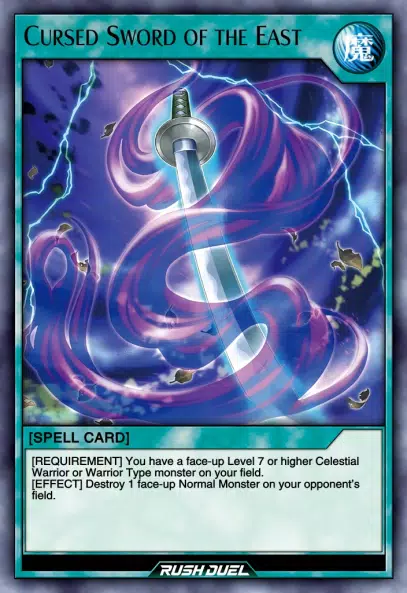 CURSED SWORD OF THE EAST
魔
[SPELL CARD]
[REQUIREMENT] You have a face-up Level 7 or higher Celestial
Warrior or Warrior Type monster on your field.
[EFFECT] Destroy 1 face-up Normal Monster on your opponent's
field.
RUSH DUEL